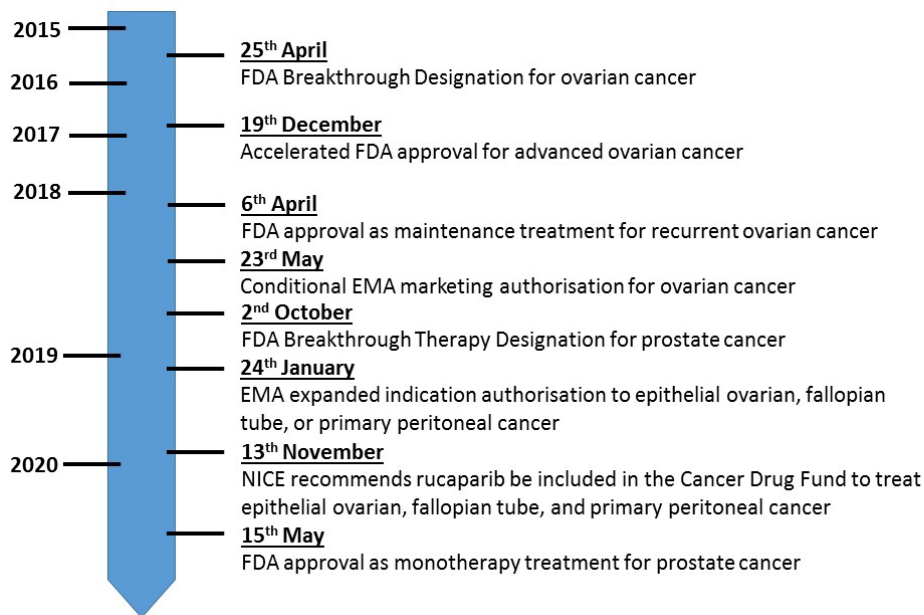 2015
25th April
FDA Breakthrough Designation for ovarian cancer
2016
19th December
2017
Accelerated FDA approval for advanced ovarian cancer
2018
6th April
FDA approval as maintenance treatment for recurrent ovarian cancer
23rd May
Conditional EMA marketing authorisation for ovarian cancer
2nd October
FDA Breakthrough Therapy Designation for prostate cancer
2019
24th January
EMA expanded indication authorisation to epithelial ovarian, fallopian
tube, or primary peritoneal cancer
13th November
2020
NICE recommends rucaparib be included in the Cancer Drug Fund to treat
epithelial ovarian, fallopian tube, and primary peritoneal cancer
15th May
FDA approval as monotherapy treatment for prostate cancer